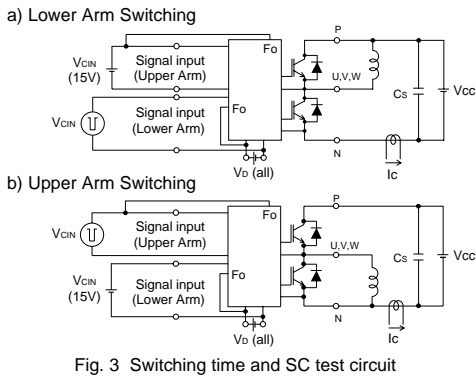 a) Lower Arm Switching
P
Fo
Signal input
(Upper Arm)
VCIN
(15V)
U,V,W
CS
Vcc
VCIN
Signal input
(Lower Arm)
Fo
N
VD (all)
Ic
b) Upper Arm Switching
P
Fo
Signal input
(Upper Arm)
VCIN
U,V,W
CS
Vcc
VCIN
(15V)
Signal input
(Lower Arm)
Fo
N
VD (all)
Ic
Fig. 3 Switching time and SC test circuit